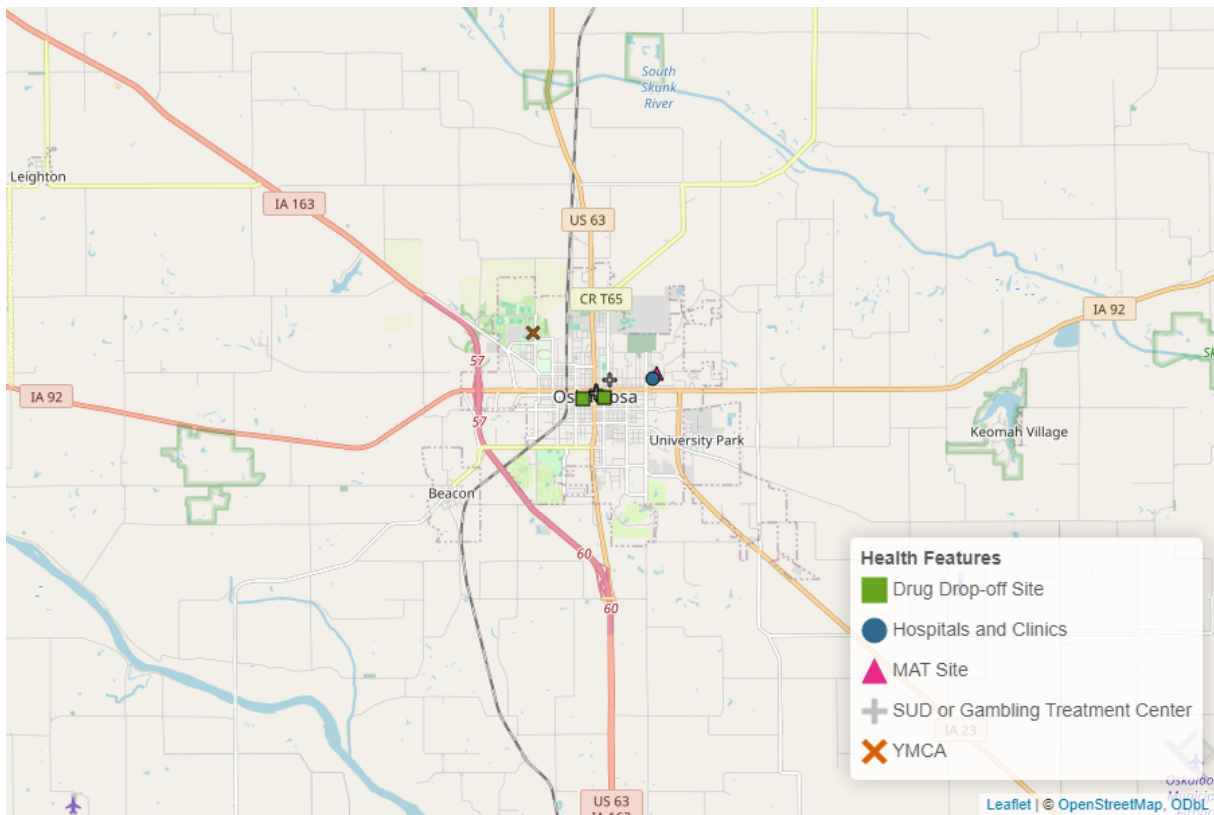 South
Skunk
River
Leighton
IA 163
US 63
CR T65
IA 92
57
IA 92
57
University Park
Keomah Village
Beacon
60
60
US 63
Health Features
Drug Drop-off Site
Hospitals and Clinics
MAT Site
SUD or Gambling Treatment Center
IA 23
YMCA
Leaflet | © OpenStreetMap, ODbL